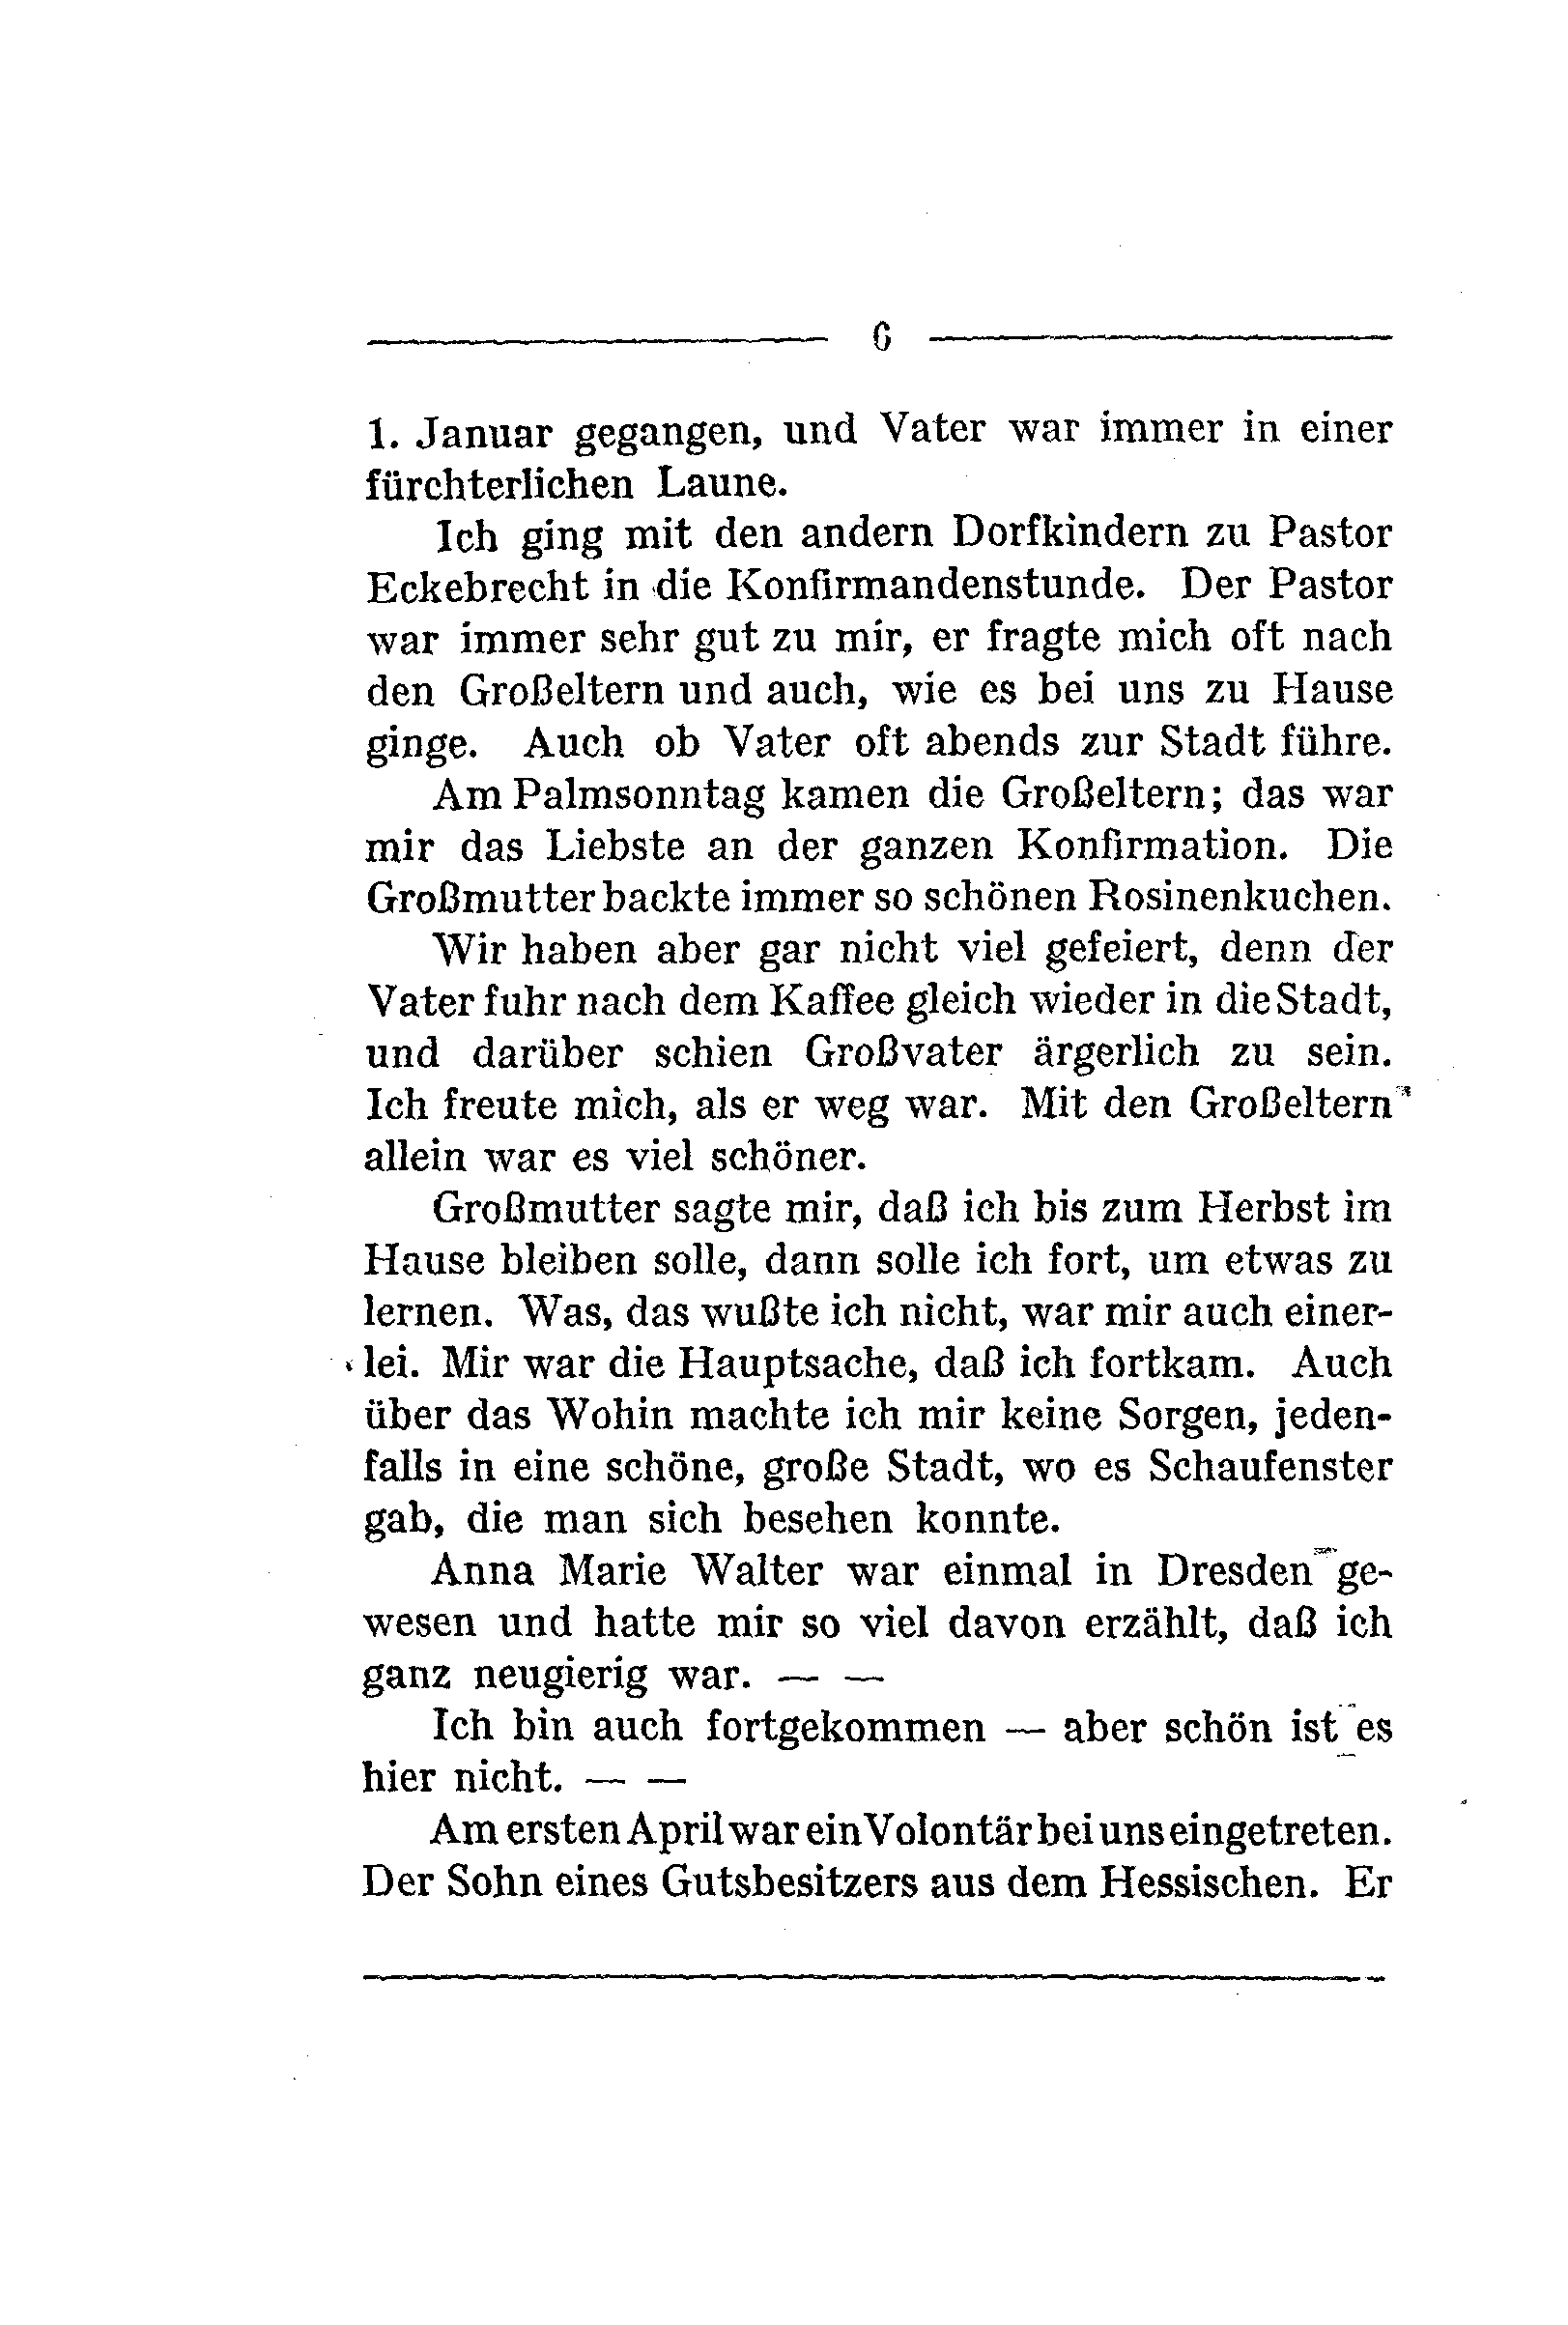 6
1. Januar gegangen, und Vater war immer in einer
fürchterlichen Laune.
Ich ging mit den andern Dorfkindern zu Pastor
Eckebrecht in die Konfirmandenstunde. Der Pastor
war immer sehr gut zu mir, er fragte mich oft nach
den Großeltern und auch, wie es bei uns zu Hause
ginge. Auch ob Vater oft abends zur Stadt führe.
Am Palmsonntag kamen die Großeltern; das war
mir das Liebste an der ganzen Konfirmation. Die
Großmutter backte immer so schönen Rosinenkuchen.
Wir haben aber gar nicht viel gefeiert, denn der
Vater fuhr nach dem Kaffee gleich wieder in die Stadt,
und darüber schien Großvater ärgerlich zu sein.
Ich freute mich, als er weg war. Mit den Großeltern
allein war es viel schöner.
Großmutter sagte mir, daß ich bis zum Herbst im
Hause bleiben solle, dann solle ich fort, um etwas zu
lernen. Was, das wußte ich nicht, war mir auch einer-
lei. Mir war die Hauptsache, daß ich fortkam. Auch
über das Wohin machte ich mir keine Sorgen, jeden-
falls in eine schöne, große Stadt, wo es Schaufenster
gab, die man sich besehen konnte.
Anna Marie Walter war einmal in Dresden ge-
wesen und hatte mir so viel davon erzählt, daß ich
ganz neugierig war. — —
Ich bin auch fortgekommen — aber schön ist es
hier nicht. — —
Am ersten April war ein Volontär bei uns eingetreten.
Der Sohn eines Gutsbesitzers aus dem Hessischen. Er